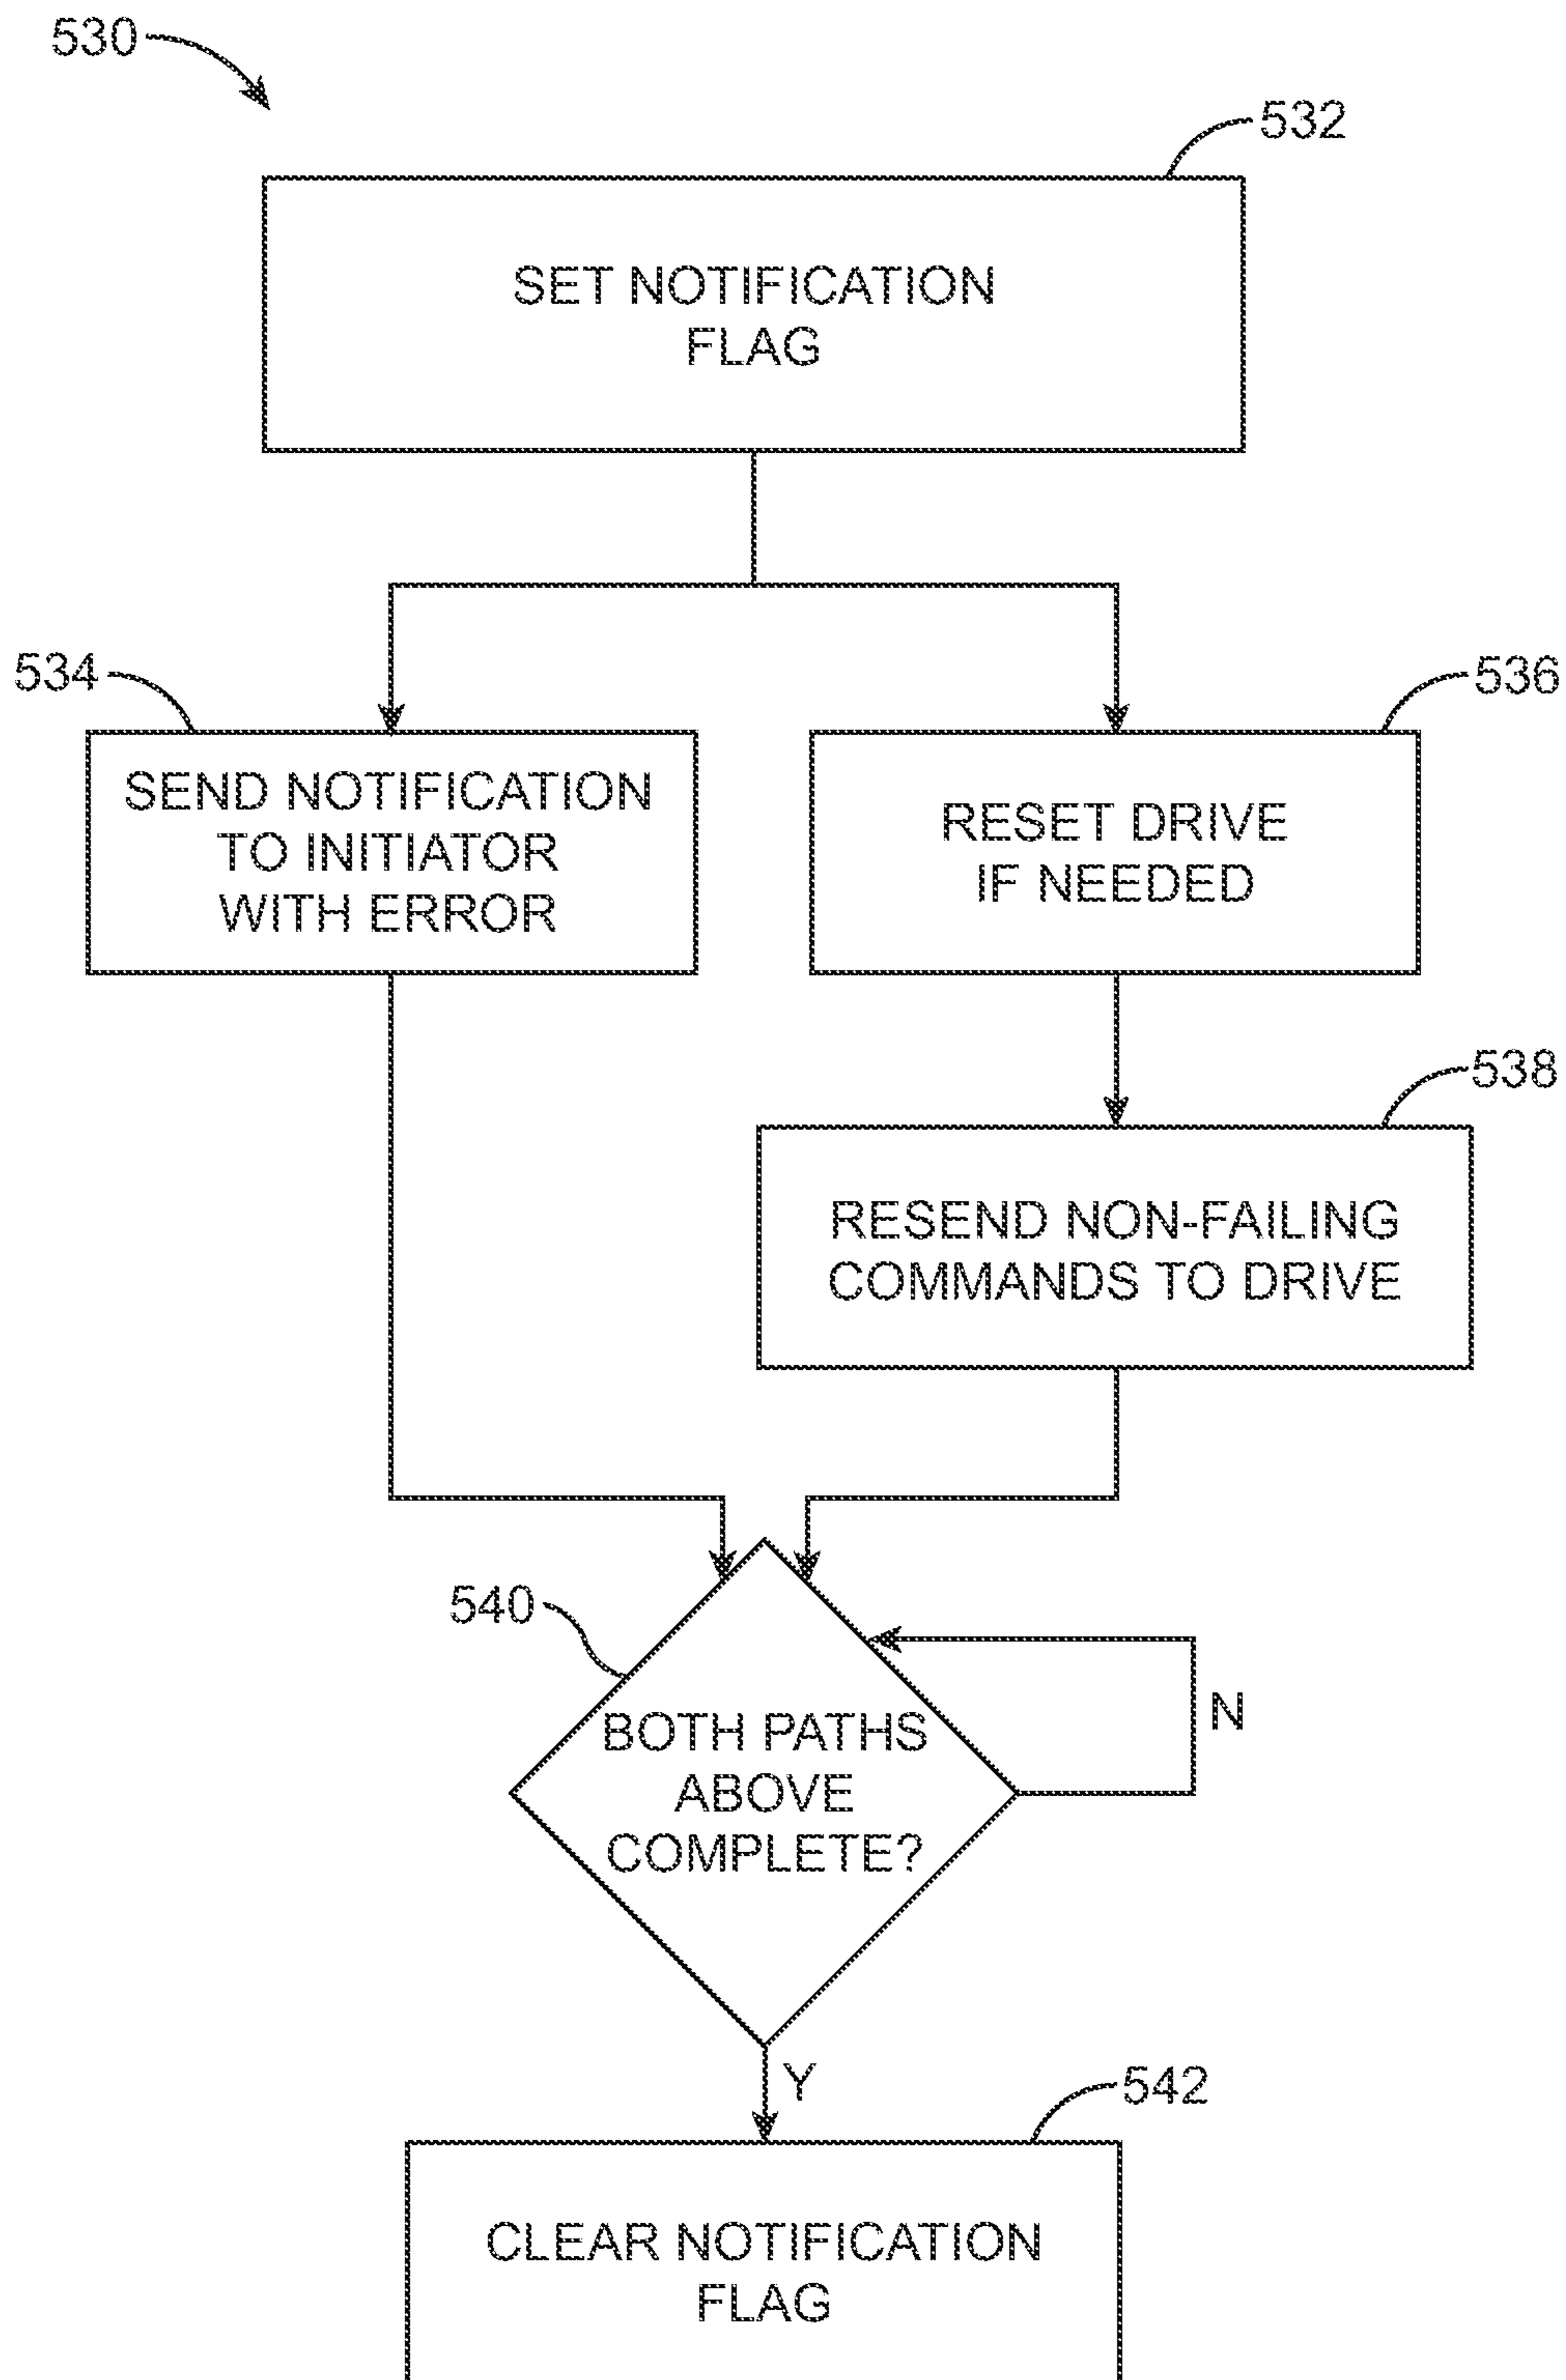 530
532
SET NOTIFICATION
FLAG
534
536
SEND NOTIFICATION
TO INITIATOR
WITH ERROR
RESET DRIVE
IF NEEDED
538
RESEND NON-FAILING
COMMANDS TO DRIVE
540
BOTH PATHS
ABOVE
COMPLETE?
N
Y
542
CLEAR NOTIFICATION
FLAG